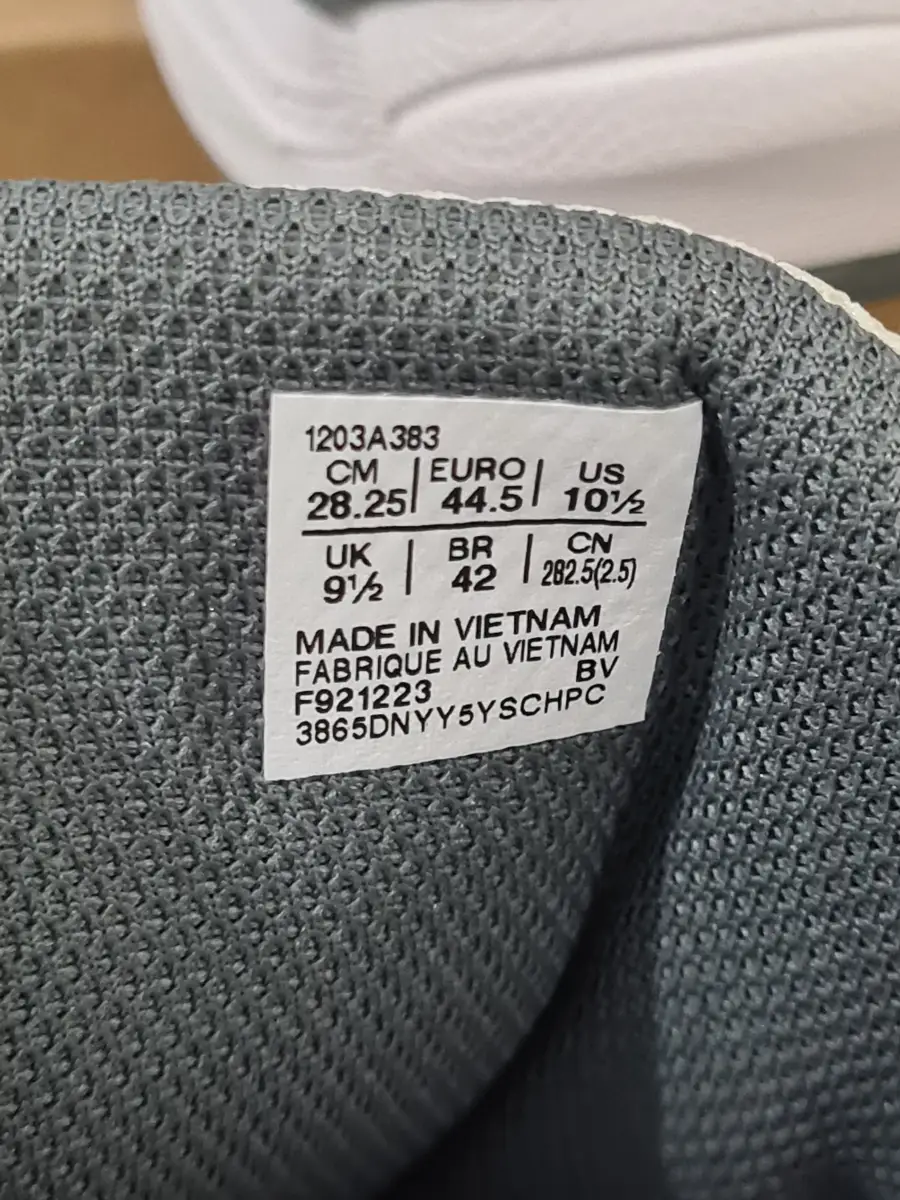 1203A383
CM | EURO | US
28.25 | 44.5 | 10½
UK | BR | CN
9½ | 42 | 282.5(2.5)
MADE IN VIETNAM
FABRIQUE AU VIETNAM
F921223 BV
3865DNYY5YSCHPC